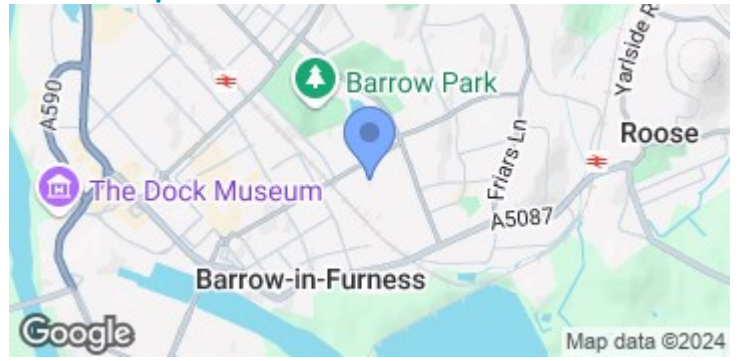 A590
Barrow Park
Yarlside R
Roose
Friars Ln
The Dock Museum
A5087
Barrow-in-Furness
Google
Map data ©2024